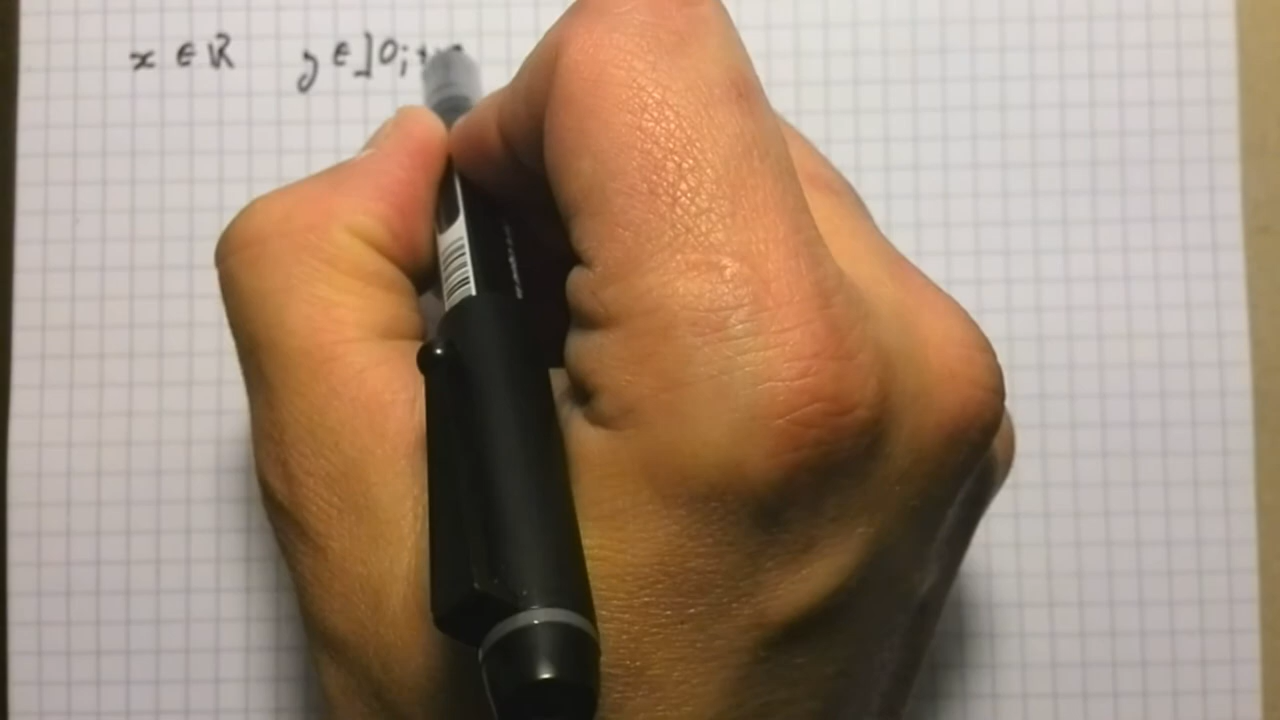 x ∈ ℝ y ∈ ]0; +